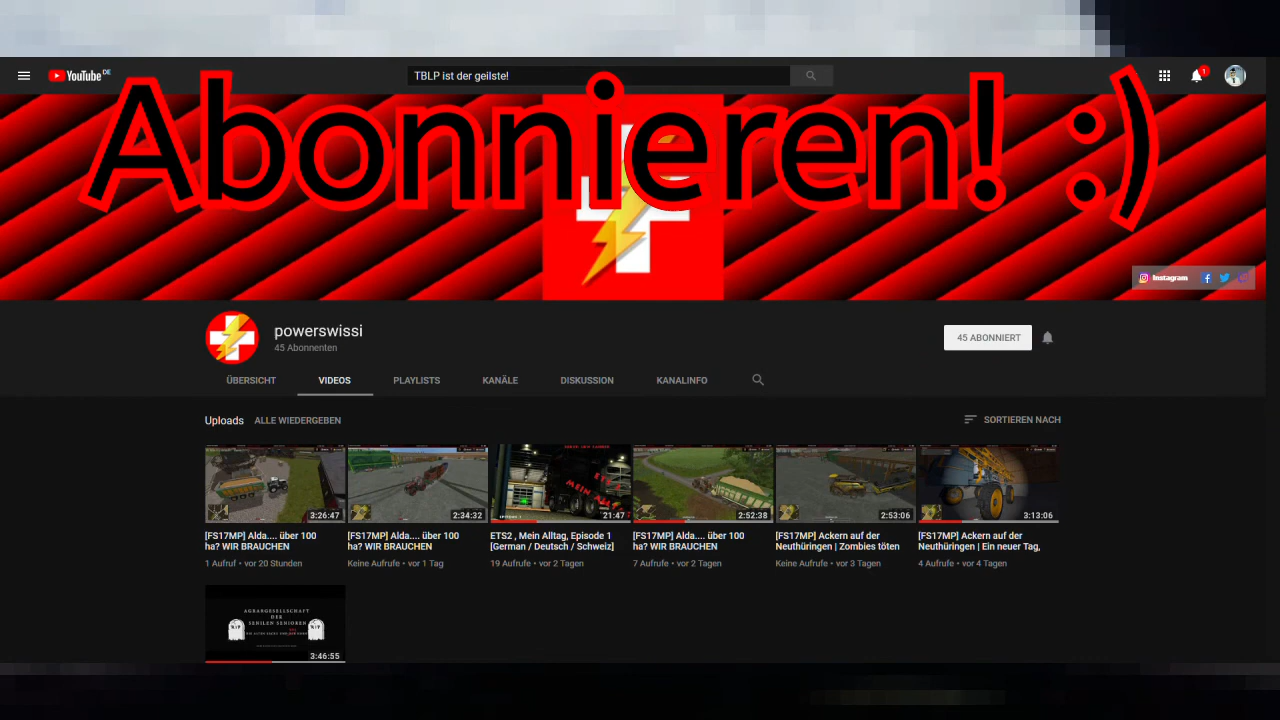 YouTube DE
TBLP ist der geilste!
1
Abonnieren! :)
Instagram
powerswissi
45 Abonnenten
45 ABONNIERT
ÜBERSICHT VIDEOS PLAYLISTS KANÄLE DISKUSSION KANALINFO
Uploads ALLE WIEDERGEBEN SORTIEREN NACH
3:26:47
[FS17MP] Alda.... über 100
ha? WIR BRAUCHEN
1 Aufruf • vor 20 Stunden
2:34:32
[FS17MP] Alda.... über 100
ha? WIR BRAUCHEN
Keine Aufrufe • vor 1 Tag
ETS
MEIN
21:47
ETS2 , Mein Alltag, Episode 1
[German / Deutsch / Schweiz]
19 Aufrufe • vor 2 Tagen
2:52:38
[FS17MP] Alda.... über 100
ha? WIR BRAUCHEN
7 Aufrufe • vor 2 Tagen
2:53:06
[FS17MP] Ackern auf der
Neuthüringen | Zombies töten
Keine Aufrufe • vor 3 Tagen
3:13:06
[FS17MP] Ackern auf der
Neuthüringen | Ein neuer Tag,
4 Aufrufe • vor 4 Tagen
AGRARGESELLSCHAFT
DER
SENILEN SENIOREN
3:46:55